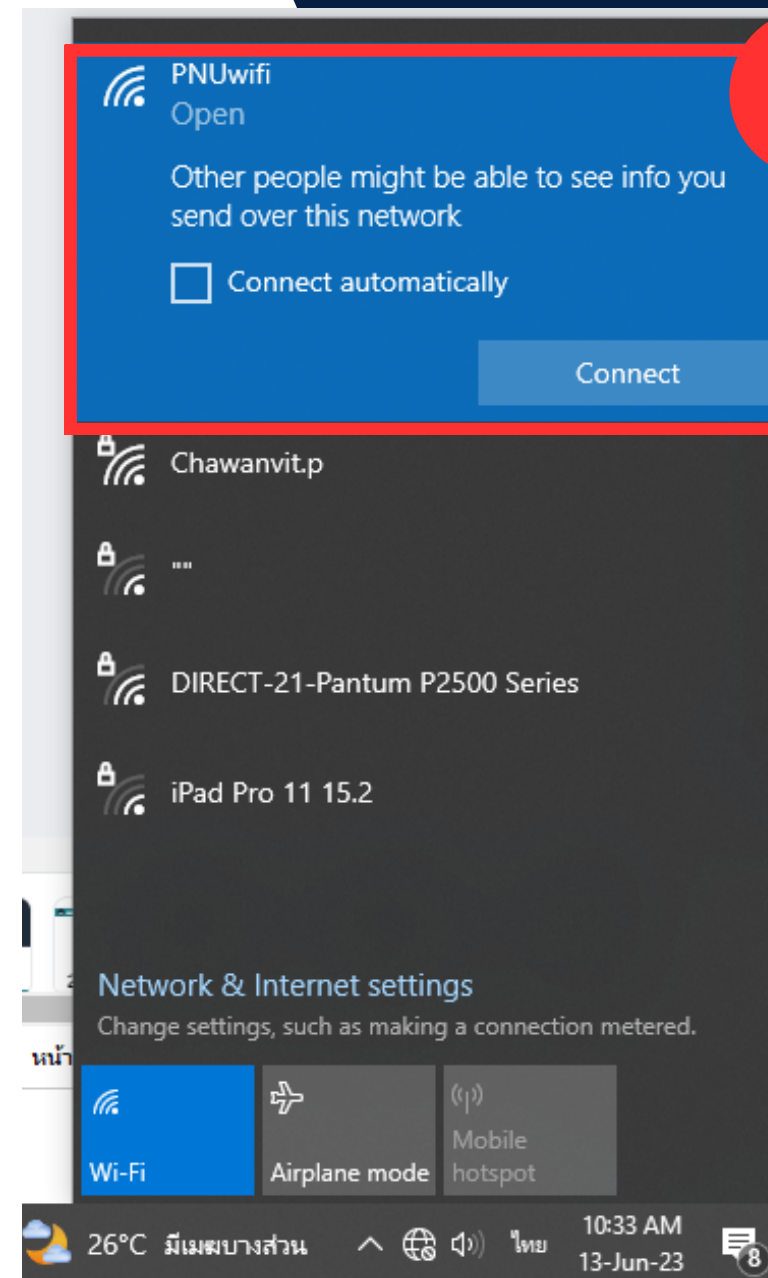 PNUwifi
Open
Other people might be able to see info you
send over this network
Connect automatically
Connect
Chawanvit.p
""
DIRECT-21-Pantum P2500 Series
iPad Pro 11 15.2
Network & Internet settings
Change settings, such as making a connection metered.
หน้า
Wi-Fi
Airplane mode
Mobile
hotspot
26°C มีเมฆบางส่วน
ไทย
10:33 AM
13-Jun-23
8